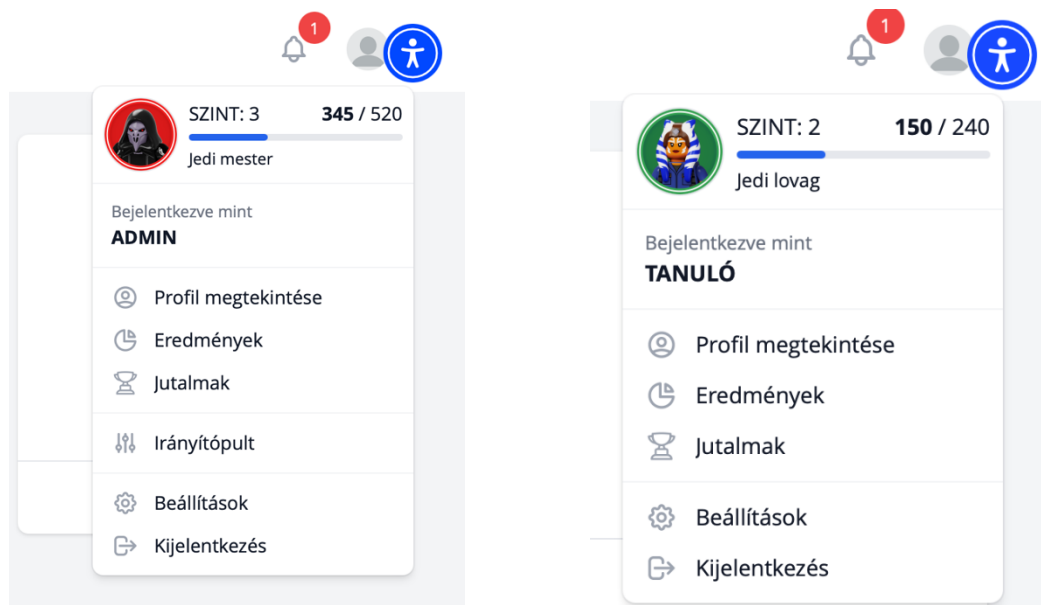 1
SZINT: 3 345 / 520
Jedi mester
Bejelentkezve mint
ADMIN
Profil megtekintése
Eredmények
Jutalmak
Irányítópult
Beállítások
Kijelentkezés
1
SZINT: 2 150 / 240
Jedi lovag
Bejelentkezve mint
TANULÓ
Profil megtekintése
Eredmények
Jutalmak
Beállítások
Kijelentkezés